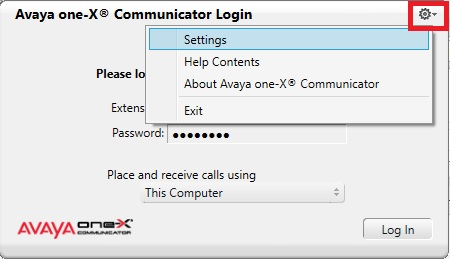 Avaya one-X® Communicator Login
Settings
Help Contents
About Avaya one-X® Communicator
Exit
Please lo
Extens
Password: ●●●●●●●●
Place and receive calls using
This Computer
AVAYA one-X COMMUNICATOR
Log In